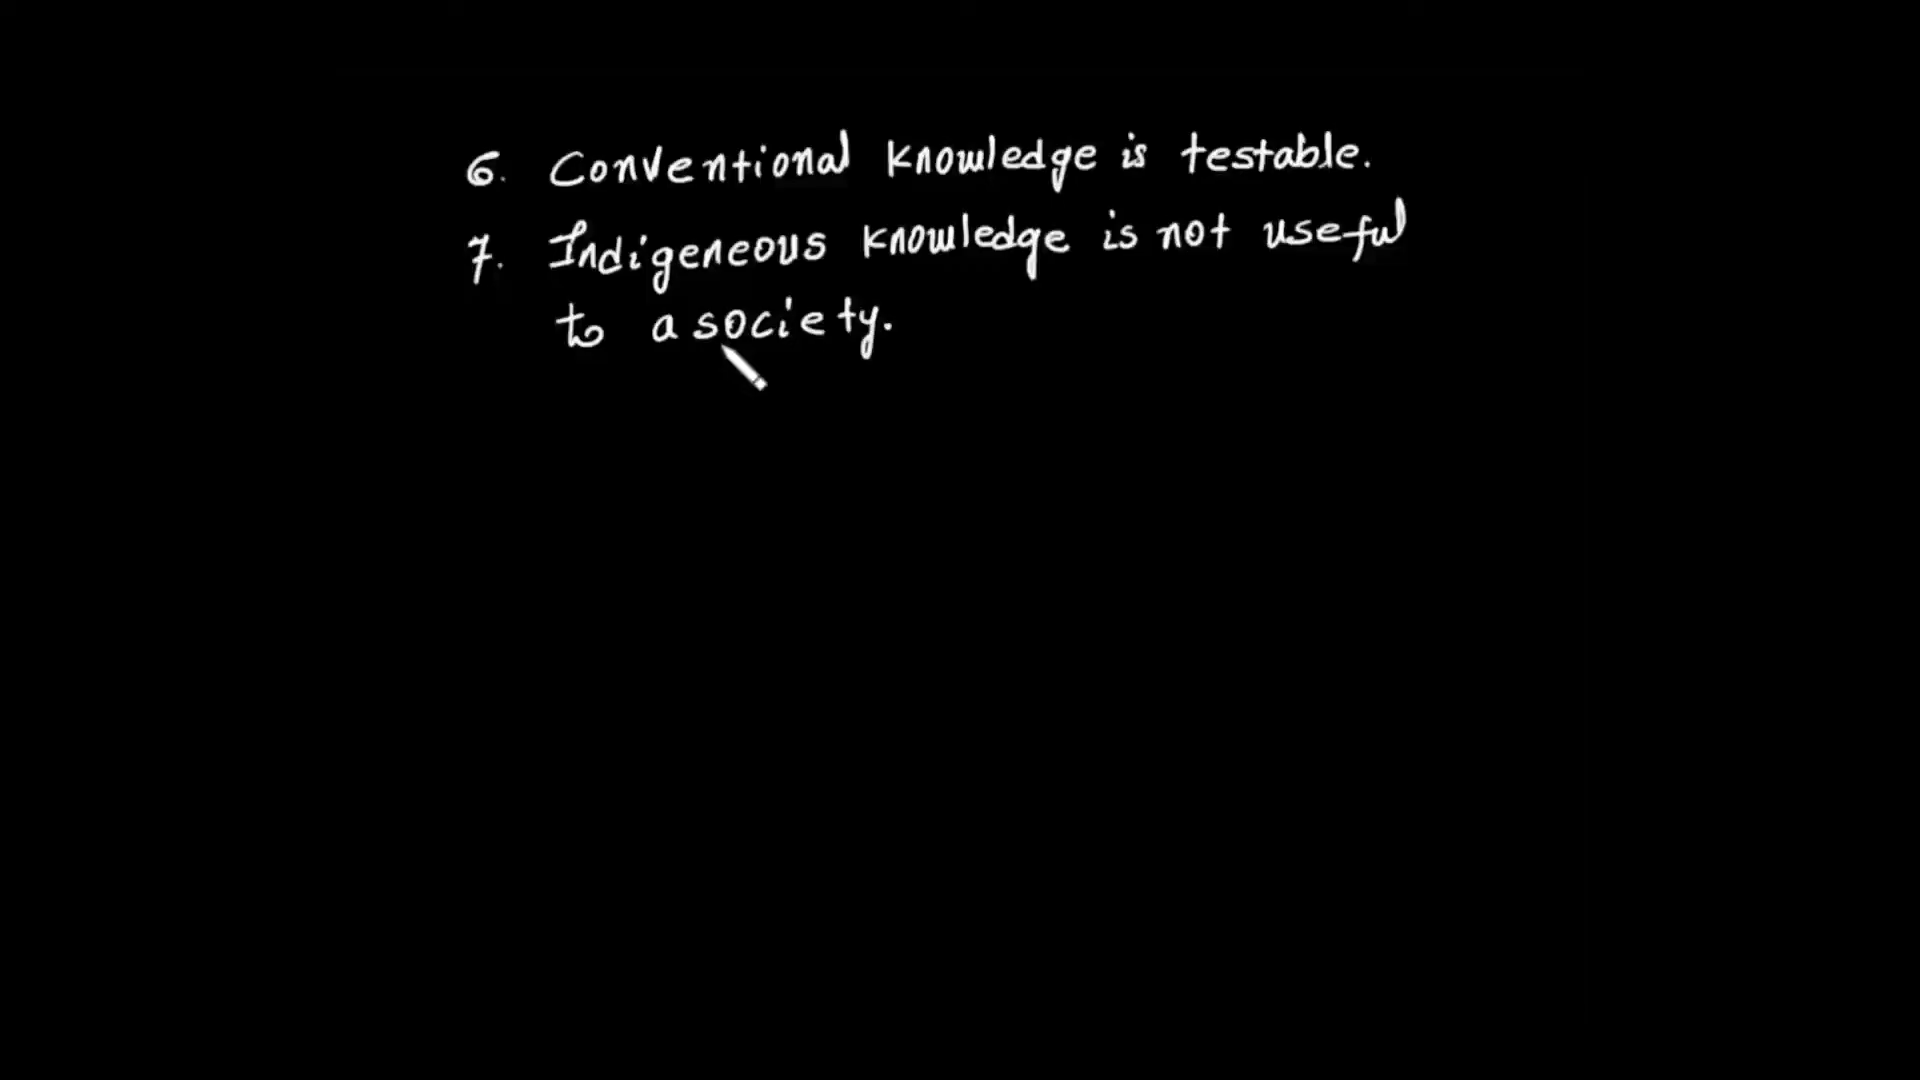 6. Conventional knowledge is testable.
7. Indigeneous knowledge is not useful
to a society.